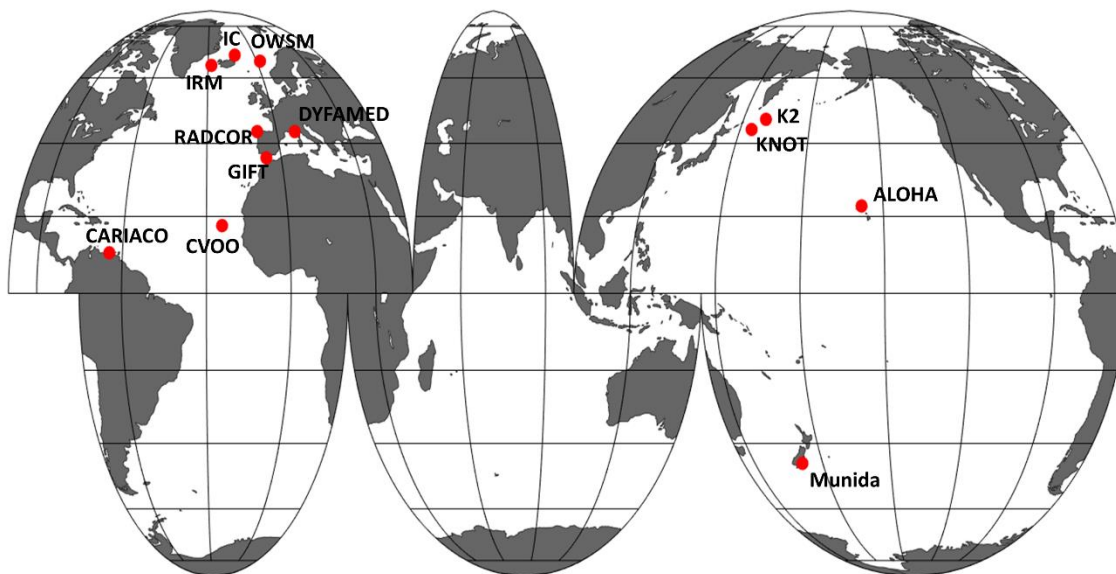 IC
OWSM
IRM
DYFAMED
RADCOR
GIFT
CVOO
CARIACO
K2
KNOT
ALOHA
Munida